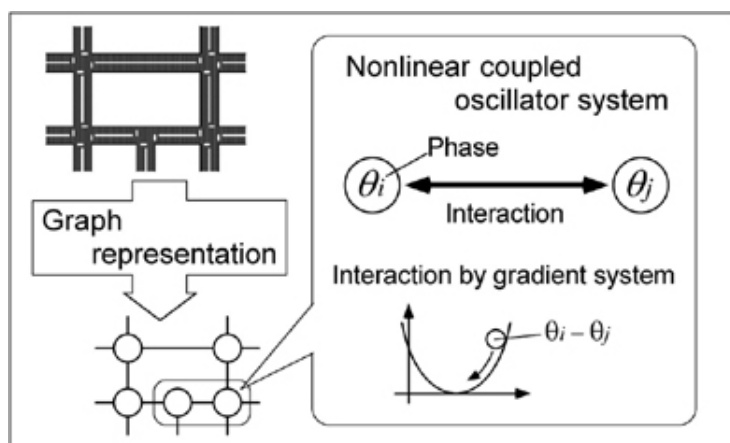 Graph
representation
Nonlinear coupled
oscillator system
Phase
θi
θj
Interaction
Interaction by gradient system
θi – θj